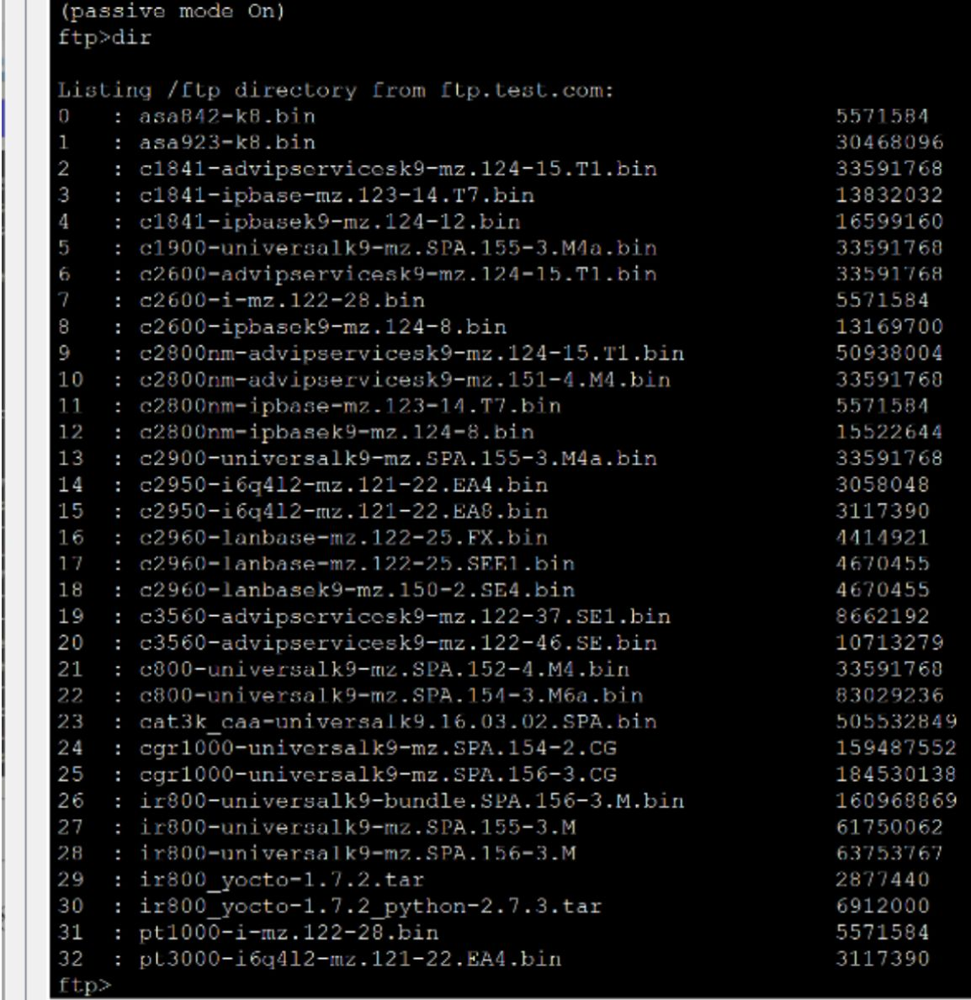 (passive mode On)
ftp>dir
Listing /ftp directory from ftp.test.com:
0 : asa842-k8.bin 5571584
1 : asa923-k8.bin 30468096
2 : c1841-advipservicesk9-mz.124-15.T1.bin 33591768
3 : c1841-ipbase-mz.123-14.T7.bin 13832032
4 : c1841-ipbasek9-mz.124-12.bin 16599160
5 : c1900-universalk9-mz.SPA.155-3.M4a.bin 33591768
6 : c2600-advipservicesk9-mz.124-15.T1.bin 33591768
7 : c2600-i-mz.122-28.bin 5571584
8 : c2600-ipbasek9-mz.124-8.bin 13169700
9 : c2800nm-advipservicesk9-mz.124-15.T1.bin 50938004
10 : c2800nm-advipservicesk9-mz.151-4.M4.bin 33591768
11 : c2800nm-ipbase-mz.123-14.T7.bin 5571584
12 : c2800nm-ipbasek9-mz.124-8.bin 15522644
13 : c2900-universalk9-mz.SPA.155-3.M4a.bin 33591768
14 : c2950-i6q4l2-mz.121-22.EA4.bin 3058048
15 : c2950-i6q4l2-mz.121-22.EA8.bin 3117390
16 : c2960-lanbase-mz.122-25.FX.bin 4414921
17 : c2960-lanbase-mz.122-25.SEE1.bin 4670455
18 : c2960-lanbasek9-mz.150-2.SE4.bin 4670455
19 : c3560-advipservicesk9-mz.122-37.SE1.bin 8662192
20 : c3560-advipservicesk9-mz.122-46.SE.bin 10713279
21 : c800-universalk9-mz.SPA.152-4.M4.bin 33591768
22 : c800-universalk9-mz.SPA.154-3.M6a.bin 83029236
23 : cat3k_caa-universalk9.16.03.02.SPA.bin 505532849
24 : cgr1000-universalk9-mz.SPA.154-2.CG 159487552
25 : cgr1000-universalk9-mz.SPA.156-3.CG 184530138
26 : ir800-universalk9-bundle.SPA.156-3.M.bin 160968869
27 : ir800-universalk9-mz.SPA.155-3.M 61750062
28 : ir800-universalk9-mz.SPA.156-3.M 63753767
29 : ir800_yocto-1.7.2.tar 2877440
30 : ir800_yocto-1.7.2_python-2.7.3.tar 6912000
31 : pt1000-i-mz.122-28.bin 5571584
32 : pt3000-i6q4l2-mz.121-22.EA4.bin 3117390
ftp>